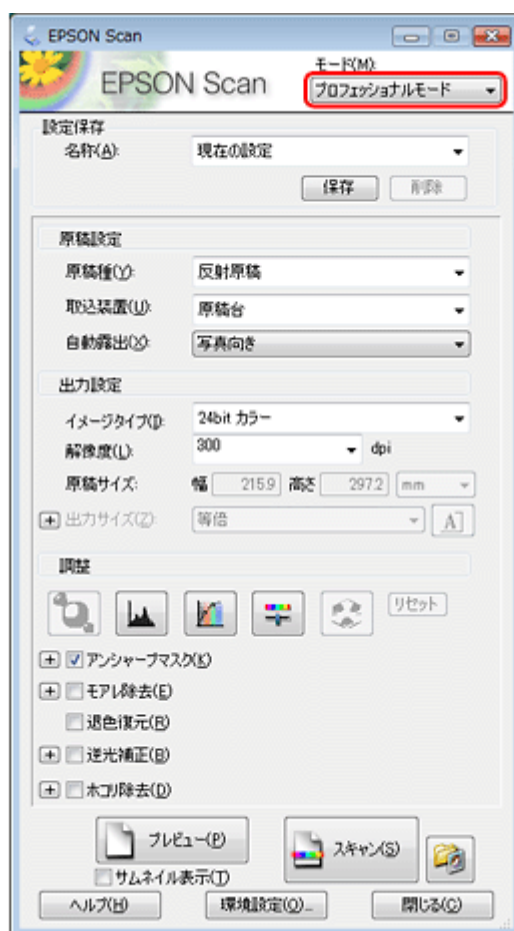 EPSON Scan
モード(M):
EPSON Scan
プロフェッショナルモード
設定保存
名称(A): 現在の設定
保存 削除
原稿設定
原稿種(Y): 反射原稿
取込装置(U): 原稿台
自動露出(X): 写真向き
出力設定
イメージタイプ(I): 24bit カラー
解像度(L): 300 dpi
原稿サイズ: 幅 215.9 高さ 297.2 mm
出力サイズ(Z): 等倍 A
調整
リセット
アンシャープマスク(K)
モアレ除去(E)
退色復元(R)
逆光補正(B)
ホコリ除去(D)
プレビュー(P) スキャン(S)
サムネイル表示(T)
ヘルプ(H) 環境設定(O)... 閉じる(C)